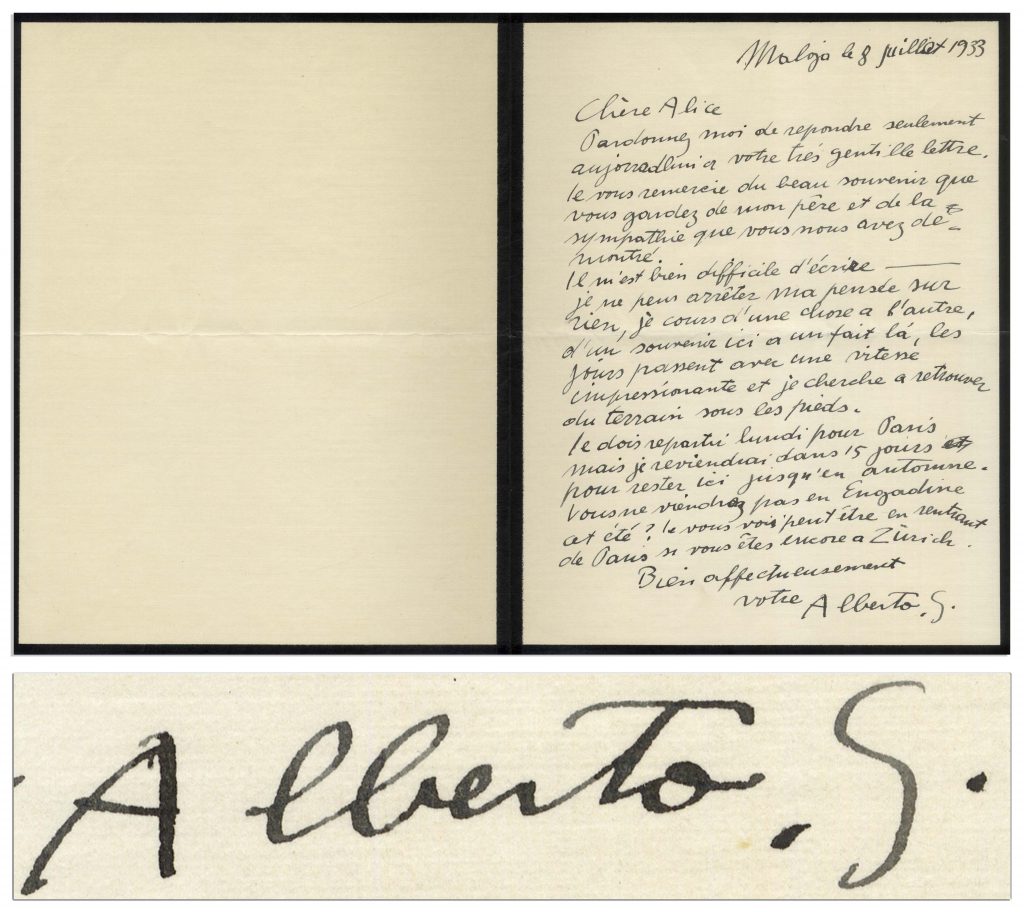 Maloja le 8 juillet 1933
Chère Alice
Pardonnez moi de repondre seulement
aujourdhui a votre trés gentille lettre.
Je vous remercie du beau souvenir que
vous gardez de mon père et de la
sympathie que vous nous avez dé-
montré.
Il m'est bien difficile d'écrire —
je ne peus arrêter ma pensée sur
rien, je cours d'une chose a l'autre,
d'un souvenir ici a un fait lá, les
jours passent avec une vitesse
impressionante et je cherche a retrouver
du terrain sous les pieds.
Je dois repartir lundi pour Paris
mais je reviendrai dans 15 jours et
pour rester ici jusqu'en automne.
Vous ne viendrez pas en Engadine
cet été? Je vous vois peut être en rentrant
de Paris si vous êtes encore a Zürich.
Bien affectueusement
votre Alberto. G.
Alberto. G.